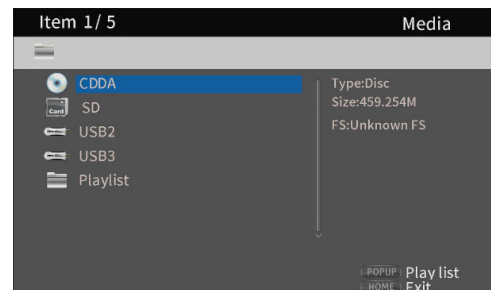 Item 1/ 5
Media
CDDA
SD
USB2
USB3
Playlist
Type:Disc
Size:459.254M
FS:Unknown FS
POPUP Play list
HOME Exit
Card